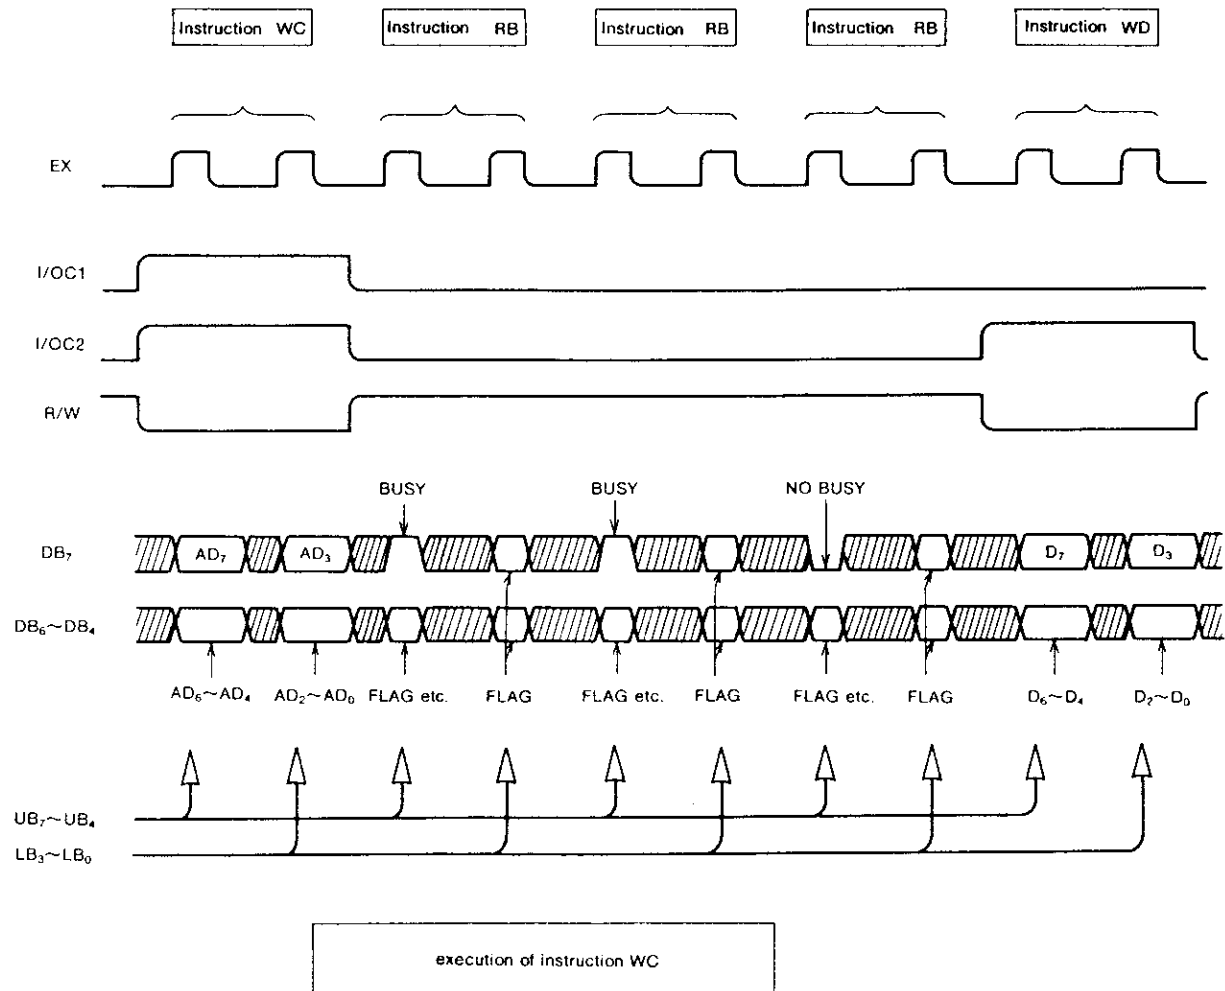 Instruction WC Instruction RB Instruction RB Instruction RB Instruction WD
EX
I/OC1
I/OC2
R/W
BUSY BUSY NO BUSY
DB₇ AD₇ AD₃ D₇ D₃
DB₆~DB₄
AD₆~AD₄ AD₂~AD₀ FLAG etc. FLAG FLAG etc. FLAG FLAG etc. FLAG D₆~D₄ D₂~D₀
UB₇~UB₄
LB₃~LB₀
execution of instruction WC